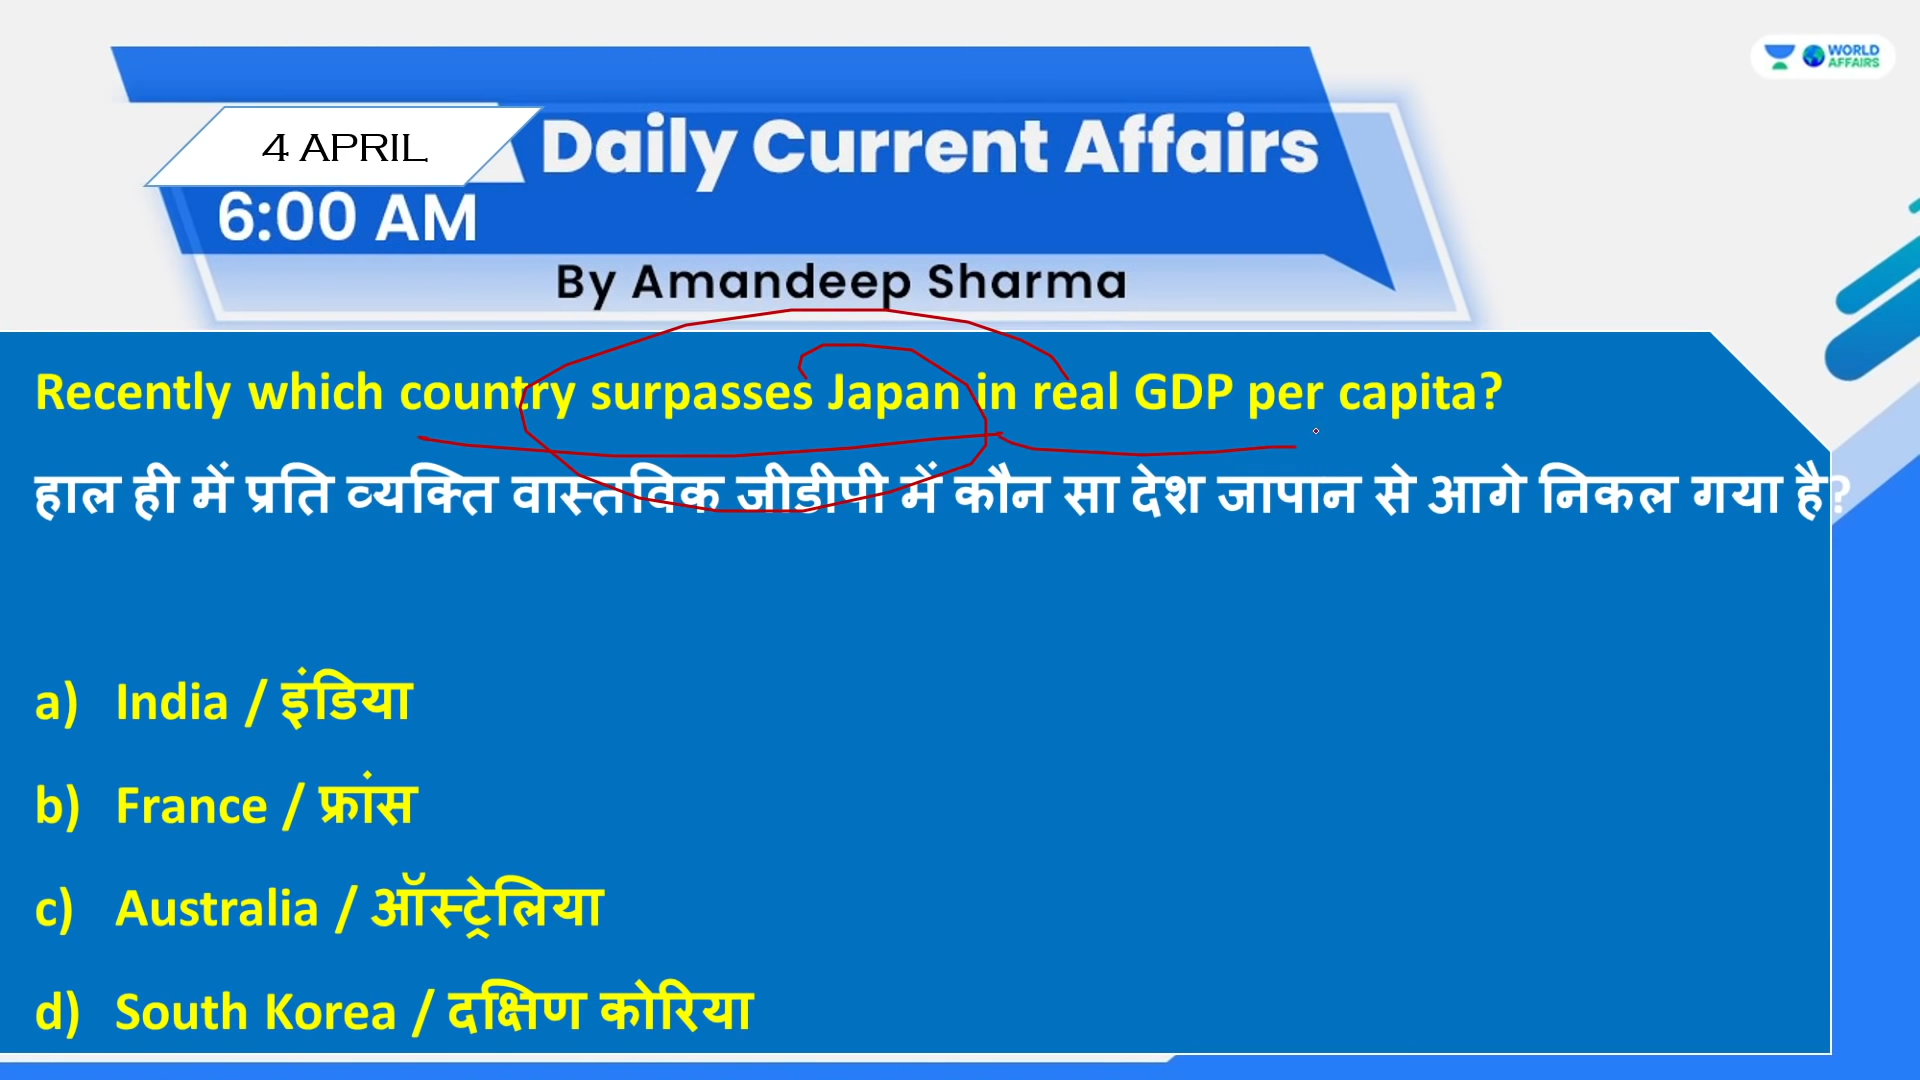 WORLD
AFFAIRS
4 APRIL
Daily Current Affairs
6:00 AM
By Amandeep Sharma
Recently which country surpasses Japan in real GDP per capita?
हाल ही में प्रति व्यक्ति वास्तविक जीडीपी में कौन सा देश जापान से आगे निकल गया है?
a) India / इंडिया
b) France / फ्रांस
c) Australia / ऑस्ट्रेलिया
d) South Korea / दक्षिण कोरिया